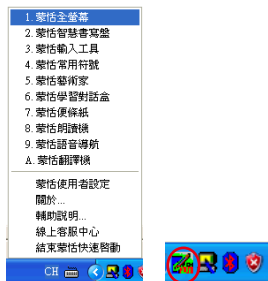 1. 蒙恬全螢幕
2. 蒙恬智慧書寫盤
3. 蒙恬輸入工具
4. 蒙恬常用符號
5. 蒙恬藝術家
6. 蒙恬學習對話盒
7. 蒙恬便條紙
8. 蒙恬朗讀機
9. 蒙恬語音導航
A. 蒙恬翻譯機
蒙恬使用者設定
關於...
輔助說明...
線上客服中心
結束蒙恬快速啓動
CH